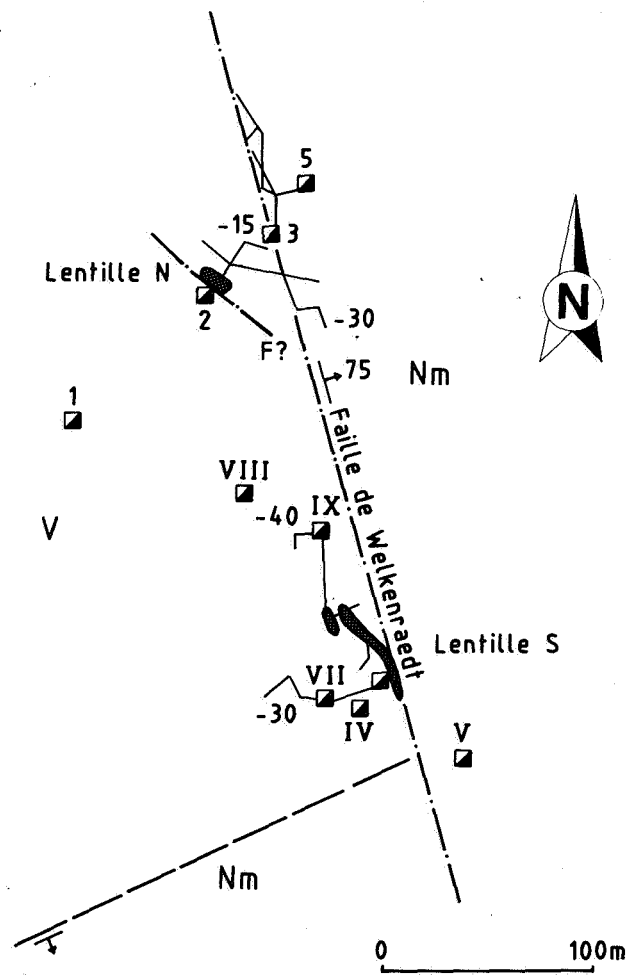 5
-15
3
Lentille N
2
N
-30
F?
75
Nm
1
Faille de Welkenraedt
VIII
V
-40
IX
Lentille S
VII
-30
IV
V
Nm
0
100m